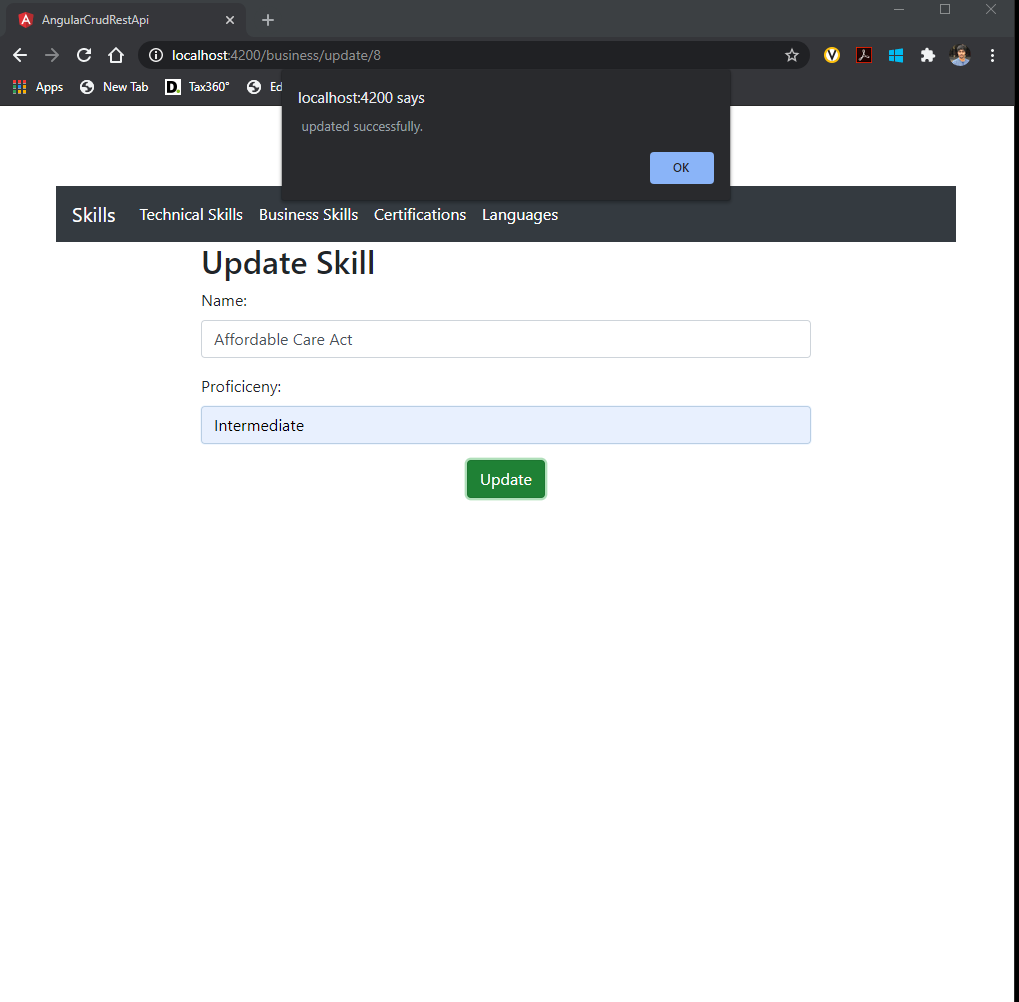 AngularCrudRestApi
localhost:4200/business/update/8
Apps New Tab Tax360° Ed
localhost:4200 says
updated successfully.
OK
Skills Technical Skills Business Skills Certifications Languages
Update Skill
Name:
Affordable Care Act
Proficiceny:
Intermediate
Update